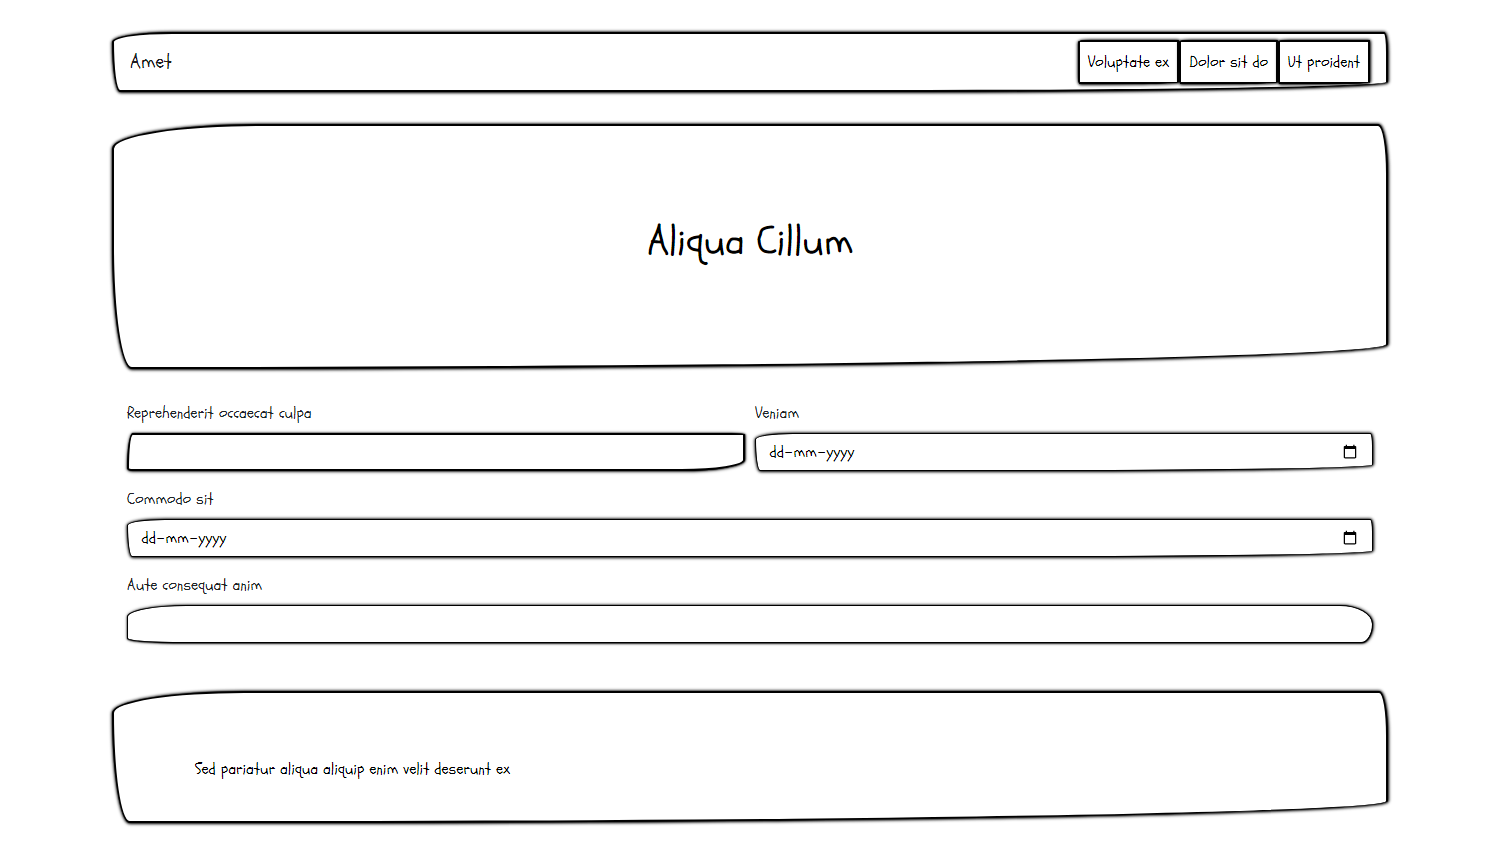 Amet
Voluptate ex
Dolor sit do
Ut proident
Aliqua Cillum
Reprehenderit occaecat culpa
Veniam
dd-mm-yyyy
Commodo sit
dd-mm-yyyy
Aute consequat anim
Sed pariatur aliqua aliquip enim velit deserunt ex